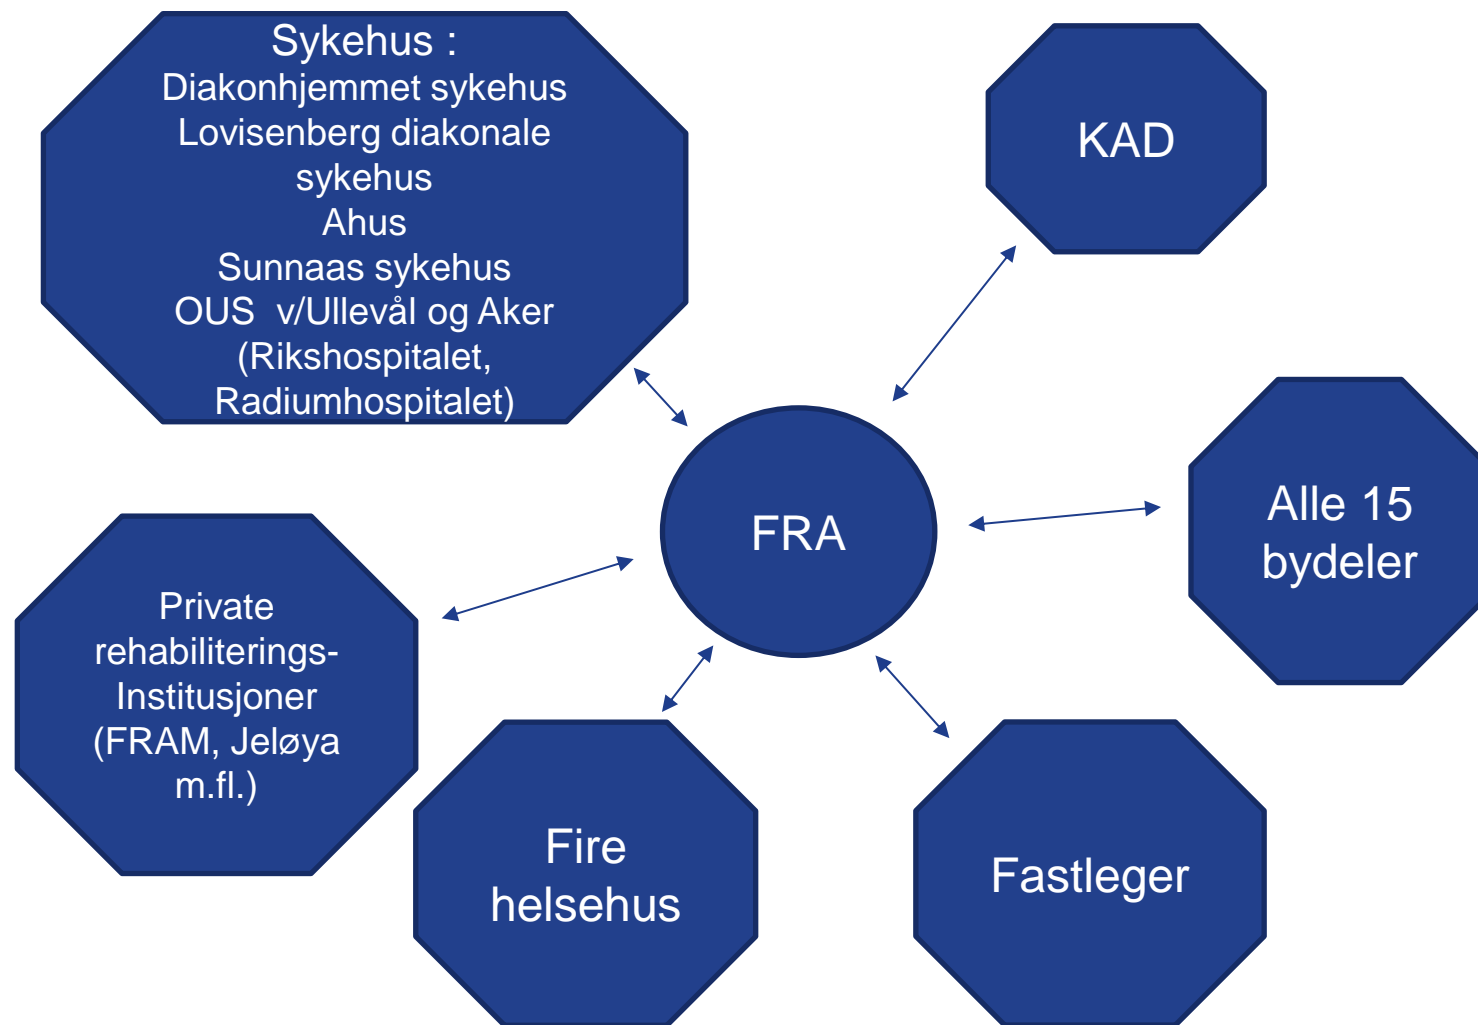 Sykehus :
Diakonhjemmet sykehus
Lovisenberg diakonale
sykehus
Ahus
Sunnaas sykehus
OUS  v/Ullevål og Aker
(Rikshospitalet,
Radiumhospitalet)
KAD
FRA
Alle 15
bydeler
Private
rehabiliterings-
Institusjoner
(FRAM, Jeløya
m.fl.)
Fire
helsehus
Fastleger